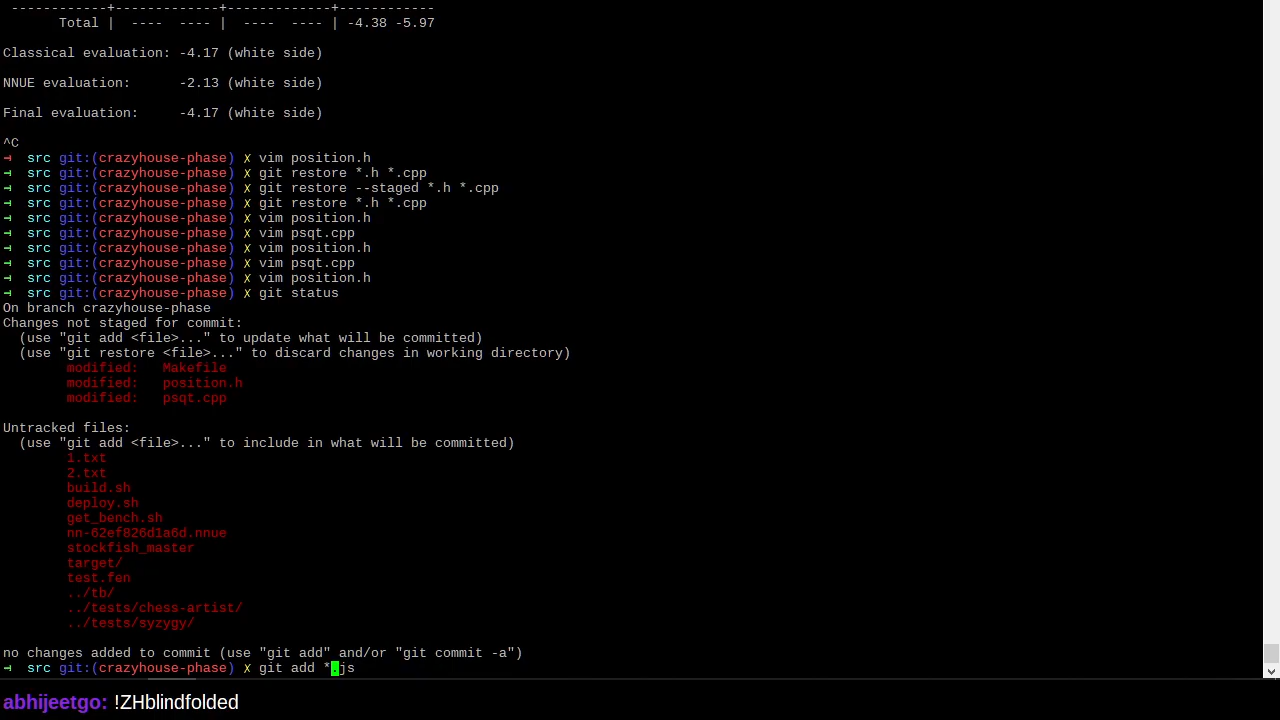 ------------+-------------+-------------+------------
Total |  ----  ---- |  ----  ---- | -4.38 -5.97
Classical evaluation: -4.17 (white side)
NNUE evaluation:      -2.13 (white side)
Final evaluation:     -4.17 (white side)
^C
⊣  src git:(crazyhouse-phase) ✗ vim position.h
⊣  src git:(crazyhouse-phase) ✗ git restore *.h *.cpp
⊣  src git:(crazyhouse-phase) ✗ git restore --staged *.h *.cpp
⊣  src git:(crazyhouse-phase) ✗ git restore *.h *.cpp
⊣  src git:(crazyhouse-phase) ✗ vim position.h
⊣  src git:(crazyhouse-phase) ✗ vim psqt.cpp
⊣  src git:(crazyhouse-phase) ✗ vim position.h
⊣  src git:(crazyhouse-phase) ✗ vim psqt.cpp
⊣  src git:(crazyhouse-phase) ✗ vim position.h
⊣  src git:(crazyhouse-phase) ✗ git status
On branch crazyhouse-phase
Changes not staged for commit:
(use "git add <file>..." to update what will be committed)
(use "git restore <file>..." to discard changes in working directory)
modified:   Makefile
modified:   position.h
modified:   psqt.cpp
Untracked files:
(use "git add <file>..." to include in what will be committed)
1.txt
2.txt
build.sh
deploy.sh
get_bench.sh
nn-62ef826d1a6d.nnue
stockfish_master
target/
test.fen
../tb/
../tests/chess-artist/
../tests/syzygy/
no changes added to commit (use "git add" and/or "git commit -a")
⊣  src git:(crazyhouse-phase) ✗ git add *.js
abhijeetgo: !ZHblindfolded